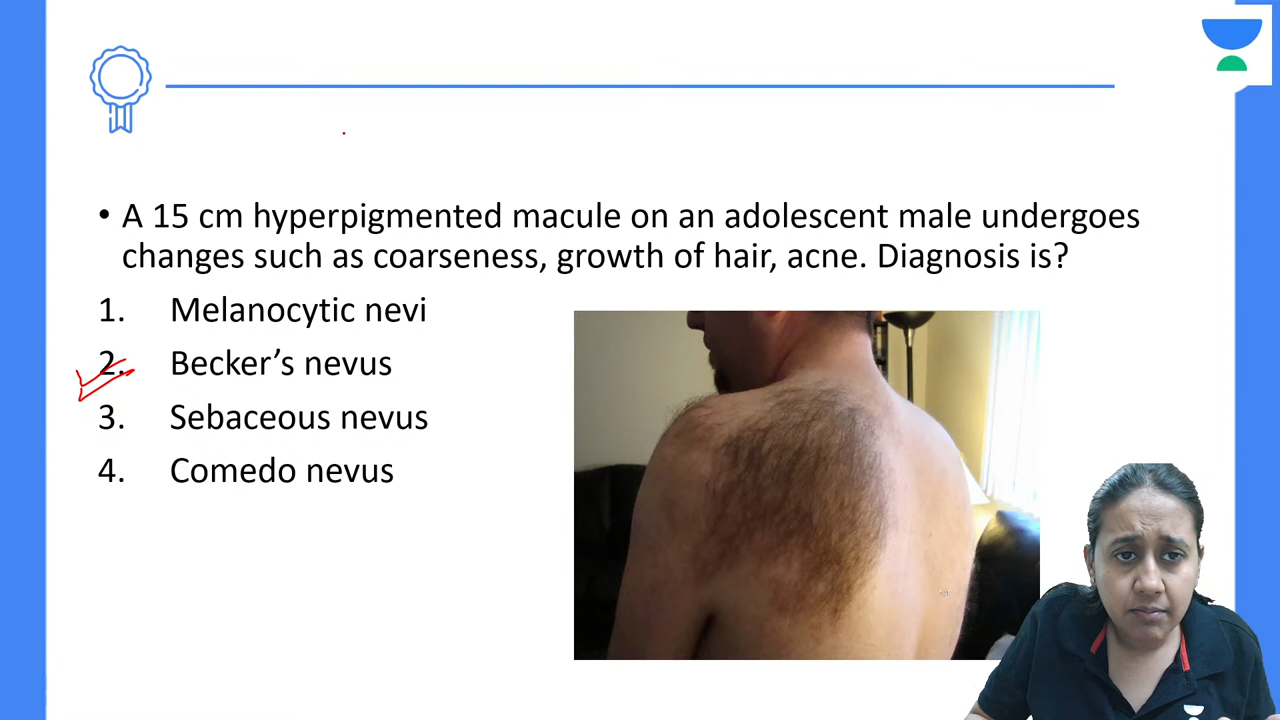 • A 15 cm hyperpigmented macule on an adolescent male undergoes
changes such as coarseness, growth of hair, acne. Diagnosis is?
1. Melanocytic nevi
2. Becker’s nevus
3. Sebaceous nevus
4. Comedo nevus